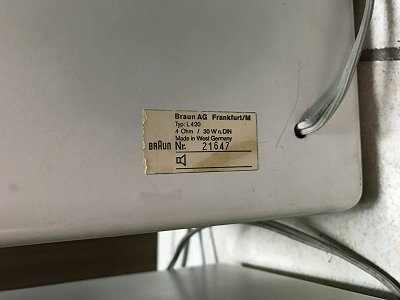 Braun AG Frankfurt/M
Typ: L 420
4 Ohm / 30 W n. DIN
Made in West Germany
BRAUN Nr. 21647